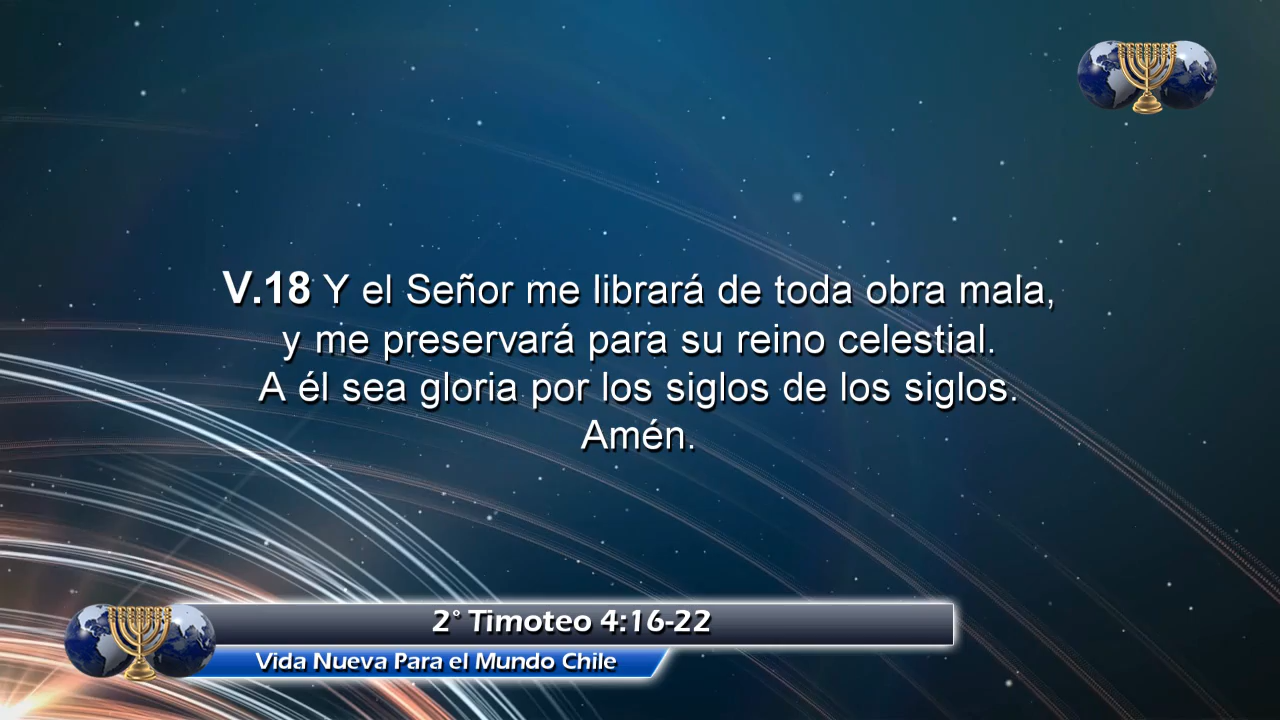 V.18 Y el Señor me librará de toda obra mala,
y me preservará para su reino celestial.
A él sea gloria por los siglos de los siglos.
Amén.
2° Timoteo 4:16-22
Vida Nueva Para el Mundo Chile